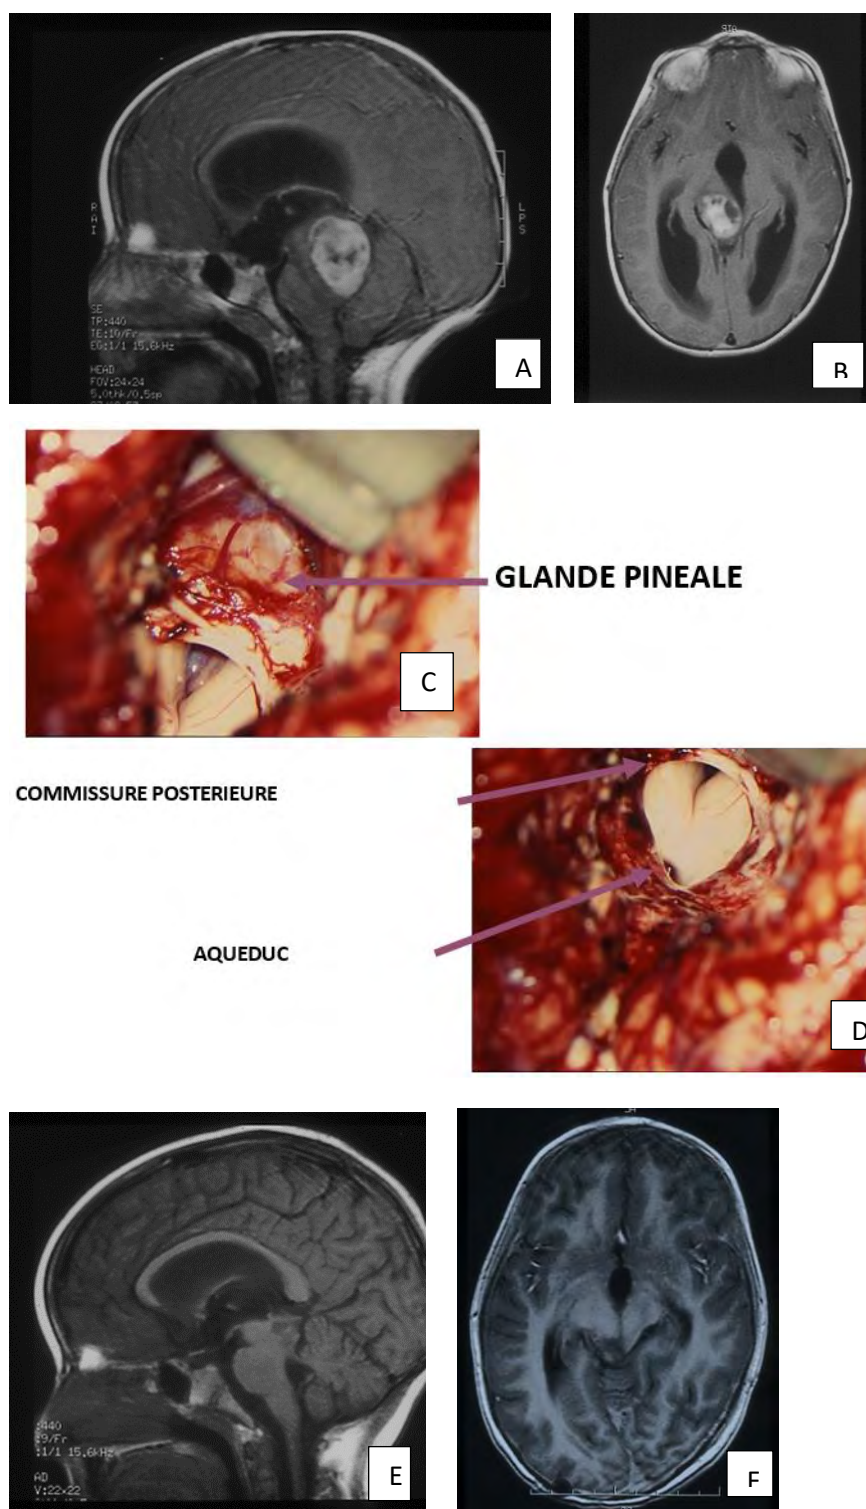 R
A
I
L
P
S
SE
TR:440
TE:10/Fr
EC:1/1 15.6kHz
HEAD
FOV:24x24
5.0thk/0.5sp
A
B
GLANDE PINEALE
C
COMMISSURE POSTERIEURE
AQUEDUC
D
:440
:9/Fr
:1/1 15.6kHz
AD
V:22x22
E
F